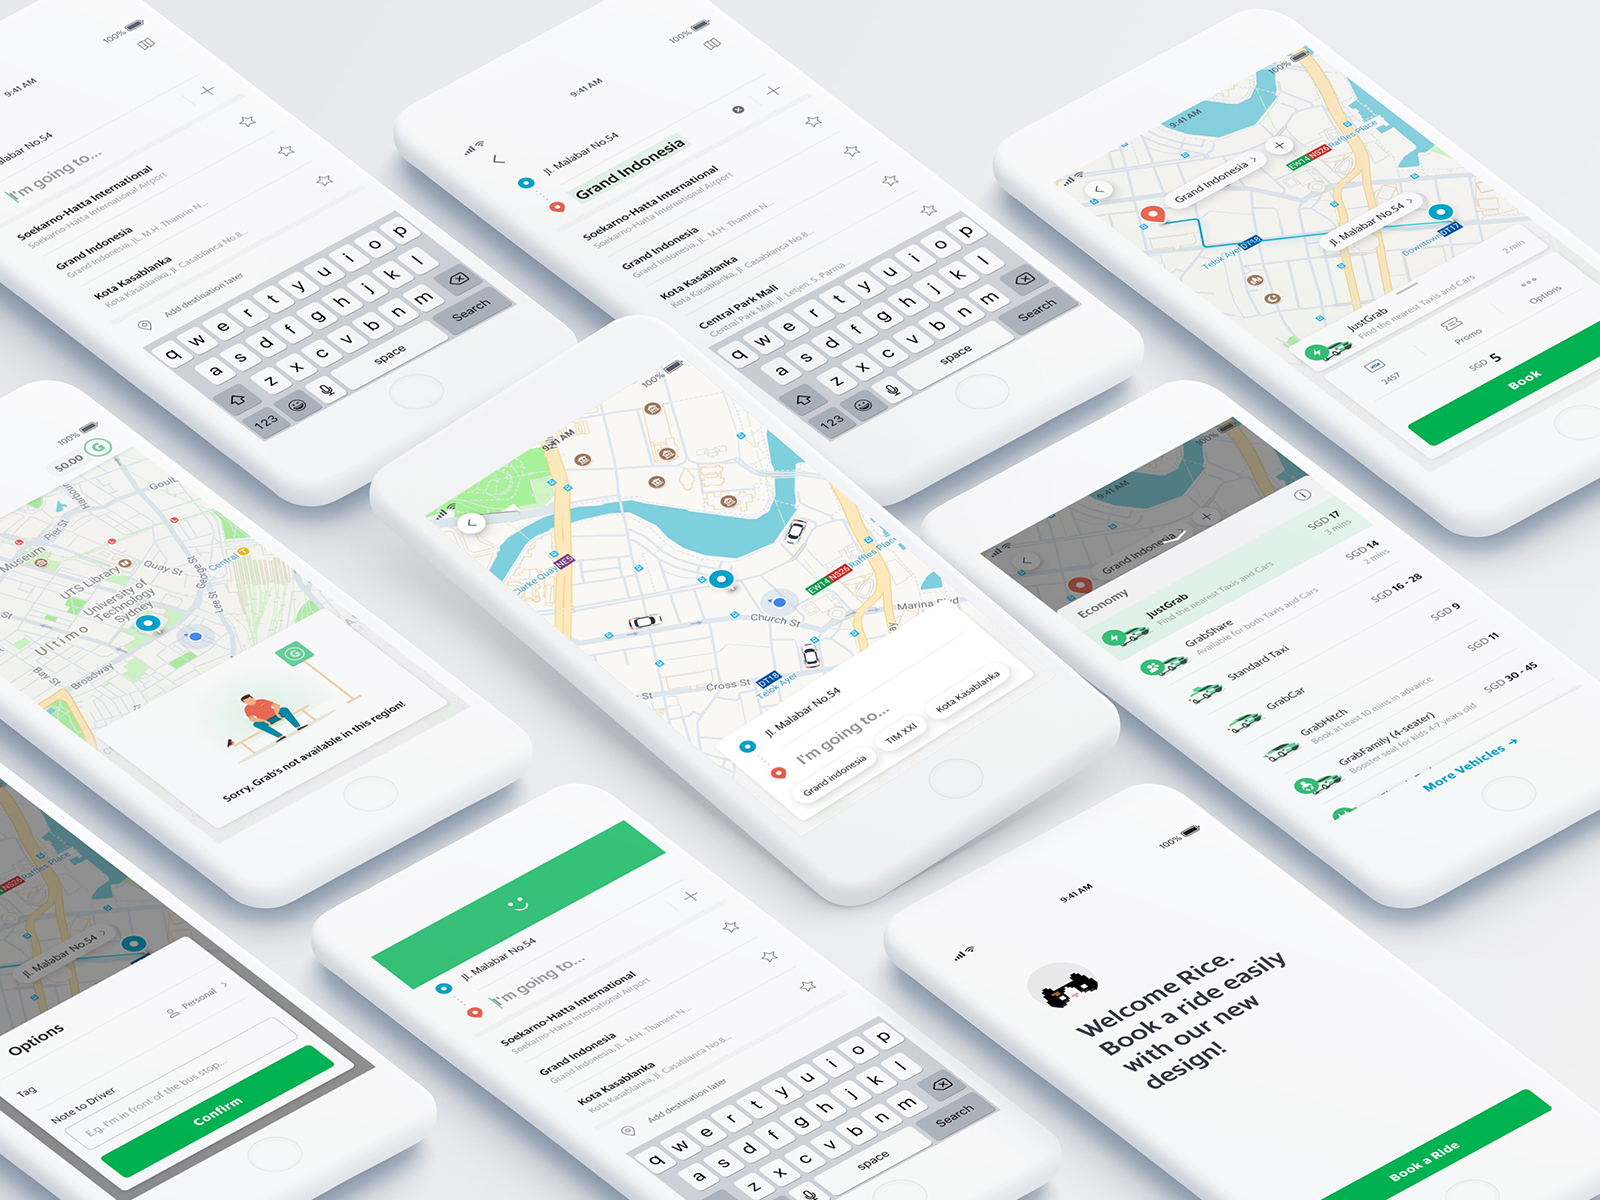 100%
9:41 AM
Jl. Malabar No.54
I'm going to...
Soekarno-Hatta International
Soekarno-Hatta International Airport
Grand Indonesia
Grand Indonesia, JL. M.H. Thamrin N...
Kota Kasablanka
Kota Kasablanka, Jl. Casablanca No.8...
Add destination later
q w e r t y u i o p
a s d f g h j k l
z x c v b n m
123
space
Search
100%
9:41 AM
Jl. Malabar No.54
Grand Indonesia
Soekarno-Hatta International
Soekarno-Hatta International Airport
Grand Indonesia
Grand Indonesia, JL. M.H. Thamrin N...
Kota Kasablanka
Kota Kasablanka, Jl. Casablanca No.8...
Central Park Mall
Central Park Mall, Jl. Letjen. S. Parma...
q w e r t y u i o p
a s d f g h j k l
z x c v b n m
123
space
Search
100%
9:41 AM
Raffles Place
EW14 NS26
Grand Indonesia
Jl. Malabar No.54
DT18
Telok Ayer
DT17
Downtown
JustGrab
Find the nearest Taxis and Cars
2 min
2457
VISA
Promo
Options
SGD 5
Book
100%
50.00
G
Goulb
Harbour
Pier St
Museum
Central
Quay St
George St
Lee St
UTS Library
University of
Technology
Sydney
Ultimo
Broadway
Bay St
G
Sorry, Grab's not available in this region!
100%
9:41 AM
Clarke Quay
NE5
EW14 NS26
Raffles Place
Marina
Church St
Cross St
DT18
Telok Ayer
Jl. Malabar No.54
I'm going to...
Grand indonesia
TIM XXI
Kota Kasablanka
100%
9:41 AM
Grand Indonesia
Economy
JustGrab
Find the nearest Taxis and Cars
SGD 17
3 mins
GrabShare
Available for both Taxis and Cars
SGD 14
2 mins
Standard Taxi
SGD 16 - 28
GrabCar
SGD 9
GrabHitch
Book at least 10 mins in advance
SGD 11
GrabFamily (4-seater)
Booster seat for kids 4-7 years old
SGD 30 - 45
More Vehicles →
Raffles Place
NS26
Jl. Malabar No.54
Options
Personal
Tag
Note to Driver
E.g. I'm in front of the bus stop...
Confirm
Jl. Malabar No.54
I'm going to...
Soekarno-Hatta International
Soekarno-Hatta International Airport
Grand Indonesia
Grand Indonesia, JL. M.H. Thamrin N...
Kota Kasablanka
Kota Kasablanka, Jl. Casablanca No.8...
Add destination later
q w e r t y u i o p
a s d f g h j k l
z x c v b n m
space
Search
100%
9:41 AM
Welcome Rice.
Book a ride easily
with our new
design!
Book a Ride